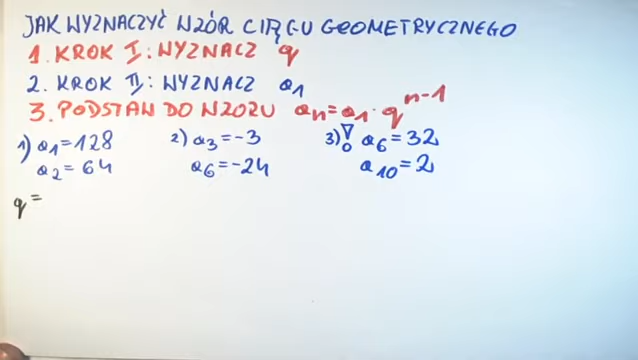 JAK WYZNACZYĆ WZÓR CIĄGU GEOMETRYCZNEGO
1. KROK I: WYZNACZ q
2. KROK II: WYZNACZ a₁
3. PODSTAW DO WZORU aₙ=a₁·qⁿ⁻¹
1) a₁=128 2) a₃=-3 3) ! a₆=32
a₂=64 a₆=-24 a₁₀=2
q=